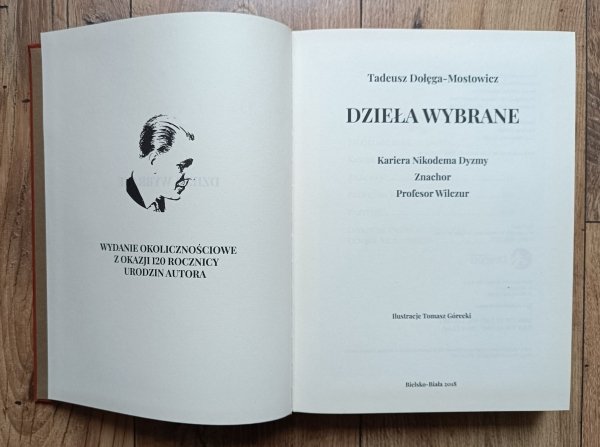 WYDANIE OKOLICZNOŚCIOWE
Z OKAZJI 120 ROCZNICY
URODZIN AUTORA
Tadeusz Dołęga-Mostowicz
DZIEŁA WYBRANE
Kariera Nikodema Dyzmy
Znachor
Profesor Wilczur
Ilustracje Tomasz Górecki
Bielsko-Biała 2018